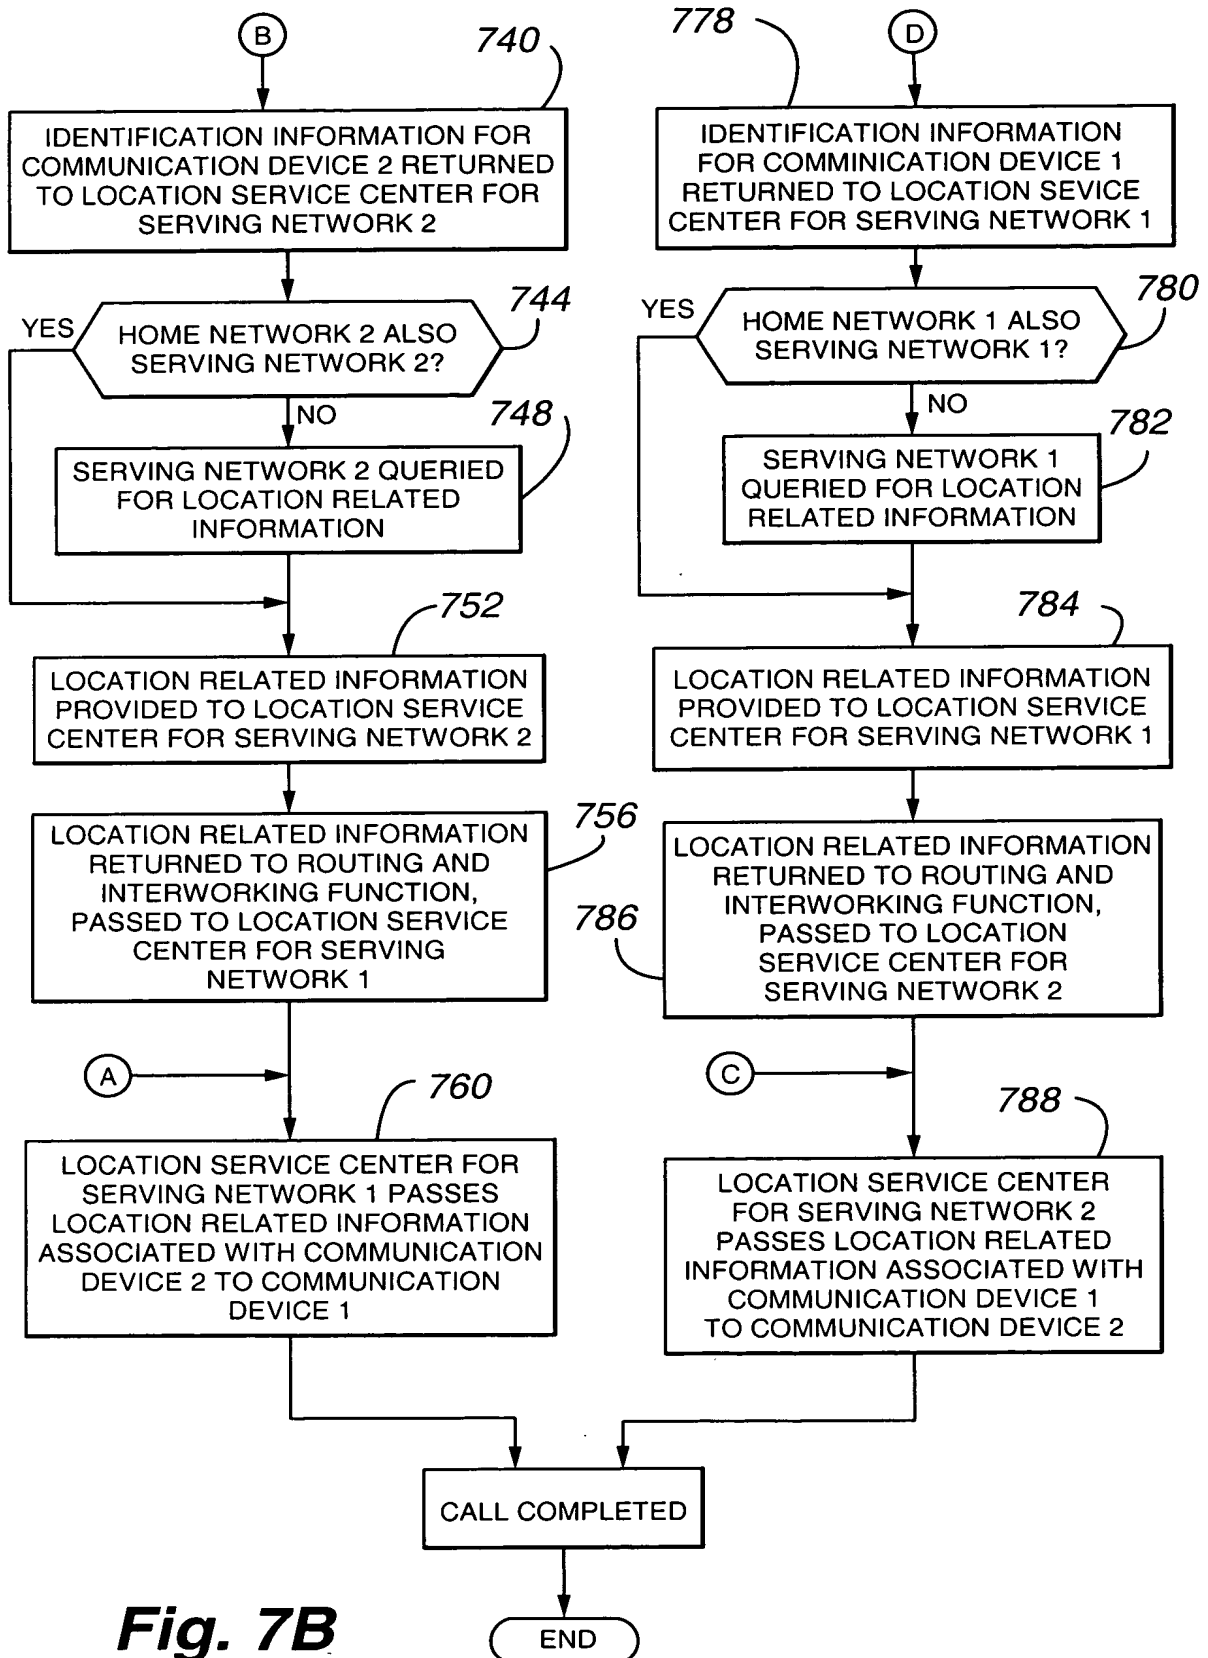 B
740
IDENTIFICATION INFORMATION FOR
COMMUNICATION DEVICE 2 RETURNED
TO LOCATION SERVICE CENTER FOR
SERVING NETWORK 2
744
YES
HOME NETWORK 2 ALSO
SERVING NETWORK 2?
NO
748
SERVING NETWORK 2 QUERIED
FOR LOCATION RELATED
INFORMATION
752
LOCATION RELATED INFORMATION
PROVIDED TO LOCATION SERVICE
CENTER FOR SERVING NETWORK 2
756
LOCATION RELATED INFORMATION
RETURNED TO ROUTING AND
INTERWORKING FUNCTION,
PASSED TO LOCATION SERVICE
CENTER FOR SERVING
NETWORK 1
A
760
LOCATION SERVICE CENTER FOR
SERVING NETWORK 1 PASSES
LOCATION RELATED INFORMATION
ASSOCIATED WITH COMMUNICATION
DEVICE 2 TO COMMUNICATION
DEVICE 1
778
D
IDENTIFICATION INFORMATION
FOR COMMINICATION DEVICE 1
RETURNED TO LOCATION SEVICE
CENTER FOR SERVING NETWORK 1
780
YES
HOME NETWORK 1 ALSO
SERVING NETWORK 1?
NO
782
SERVING NETWORK 1
QUERIED FOR LOCATION
RELATED INFORMATION
784
LOCATION RELATED INFORMATION
PROVIDED TO LOCATION SERVICE
CENTER FOR SERVING NETWORK 1
786
LOCATION RELATED INFORMATION
RETURNED TO ROUTING AND
INTERWORKING FUNCTION,
PASSED TO LOCATION
SERVICE CENTER FOR
SERVING NETWORK 2
C
788
LOCATION SERVICE CENTER
FOR SERVING NETWORK 2
PASSES LOCATION RELATED
INFORMATION ASSOCIATED WITH
COMMUNICATION DEVICE 1
TO COMMUNICATION DEVICE 2
CALL COMPLETED
END
Fig. 7B